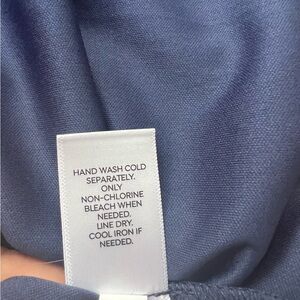 HAND WASH COLD
SEPARATELY.
ONLY
NON-CHLORINE
BLEACH WHEN
NEEDED.
LINE DRY.
COOL IRON IF
NEEDED.